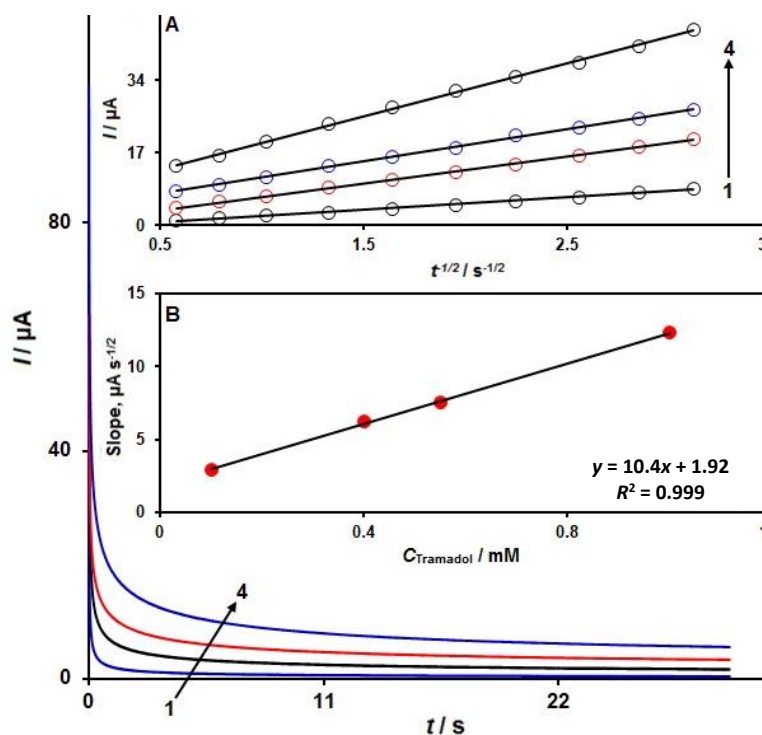 A
I / µA
34
17
0
0.5
1.5
2.5
3
t-1/2 / s-1/2
4
1
B
Slope, µA s-1/2
15
10
5
0
0
0.4
0.8
1
CTramadol / mM
y = 10.4x + 1.92
R2 = 0.999
I / µA
80
40
0
4
1
0
11
22
t / s